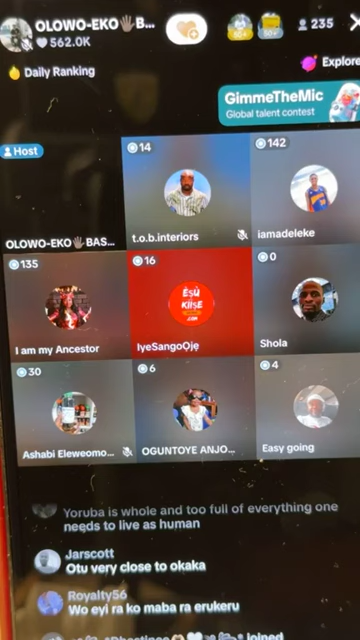 OLOWO-EKO🖐🏿B...
562.0K
50+
50+
235
Daily Ranking
Explore
GimmeTheMic
Global talent contest
Host
14
142
OLOWO-EKO🖐🏿BAS...
t.o.b.interiors
iamadeleke
135
16
0
ESU
KIISE
.COM
I am my Ancestor
IyeSangoOje
Shola
30
6
4
Ashabi Eleweomo...
OGUNTOYE ANJO...
Easy going
Yoruba is whole and too full of everything one
needs to live as human
Jarscott
Otu very close to okaka
Royalty56
Wo eyi ra ko maba ra erukeru
joined